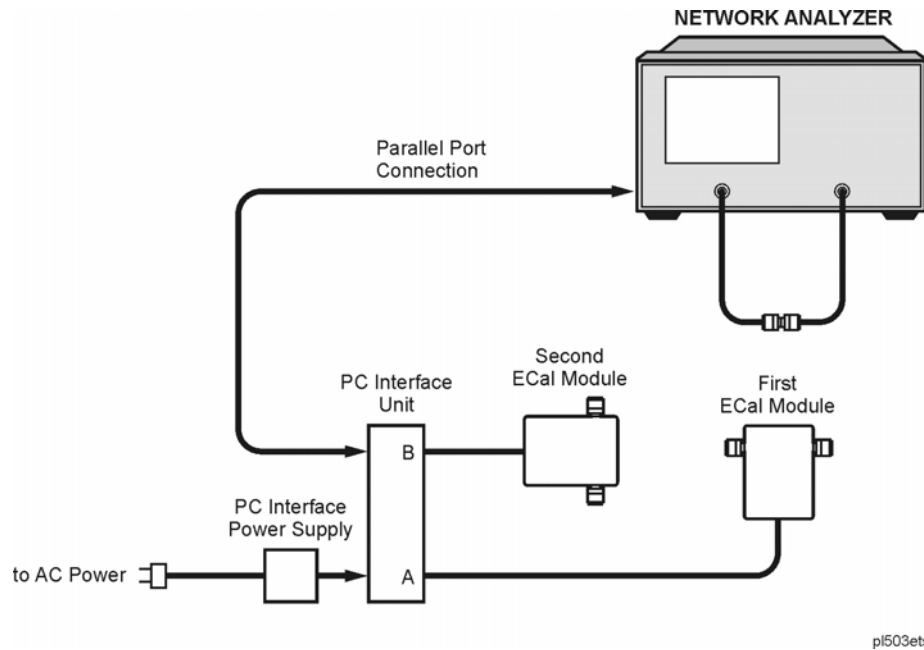 NETWORK ANALYZER
Parallel Port
Connection
Second
ECal Module
First
ECal Module
PC Interface
Unit
B
PC Interface
Power Supply
to AC Power
A
pl503ets